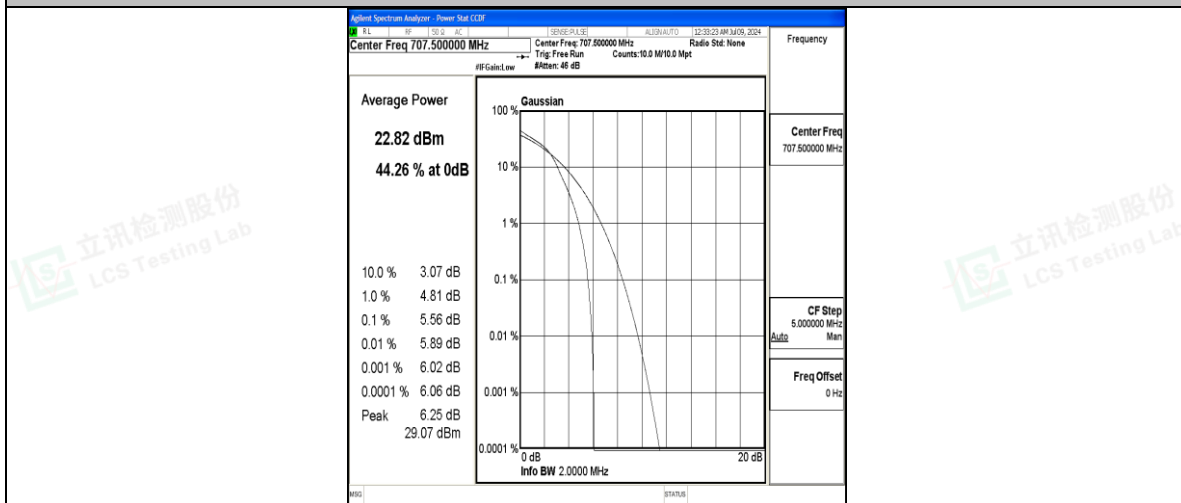 Agilent Spectrum Analyzer - Power Stat CCDF
RL RF 50 Ω AC SENSE:PULSE ALIGN AUTO 12:33:23 AM Jul 09, 2024
Center Freq 707.500000 MHz
Center Freq: 707.500000 MHz Radio Std: None
Trig: Free Run Counts:10.0 M/10.0 Mpt
#IFGain:Low #Atten: 46 dB
Frequency
Average Power
22.82 dBm
44.26 % at 0dB
10.0 % 3.07 dB
1.0 % 4.81 dB
0.1 % 5.56 dB
0.01 % 5.89 dB
0.001 % 6.02 dB
0.0001 % 6.06 dB
Peak 6.25 dB
29.07 dBm
Gaussian
100 %
10 %
1 %
0.1 %
0.01 %
0.001 %
0.0001 %
0 dB 20 dB
Info BW 2.0000 MHz
Center Freq
707.500000 MHz
CF Step
5.000000 MHz
Auto Man
Freq Offset
0 Hz
MSG STATUS
立讯检测股份
LCS Testing Lab
立讯检测股份
LCS Testing Lab